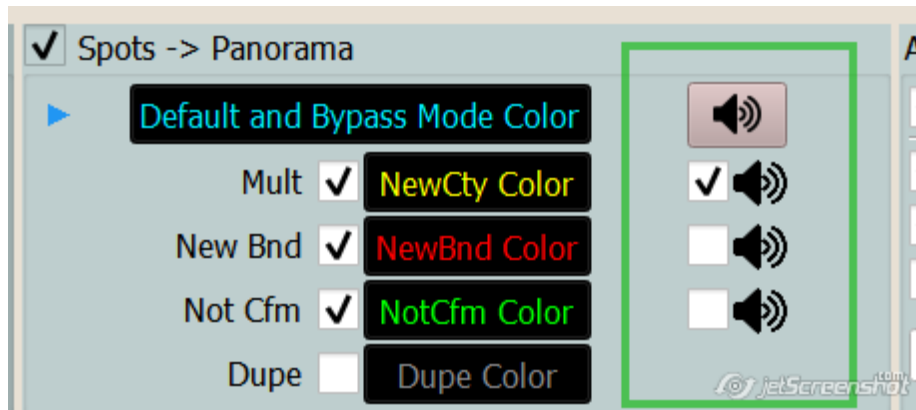 Spots -> Panorama
A
Default and Bypass Mode Color
Mult NewCty Color
New Bnd NewBnd Color
Not Cfm NotCfm Color
Dupe Dupe Color
jetScreenshot.com